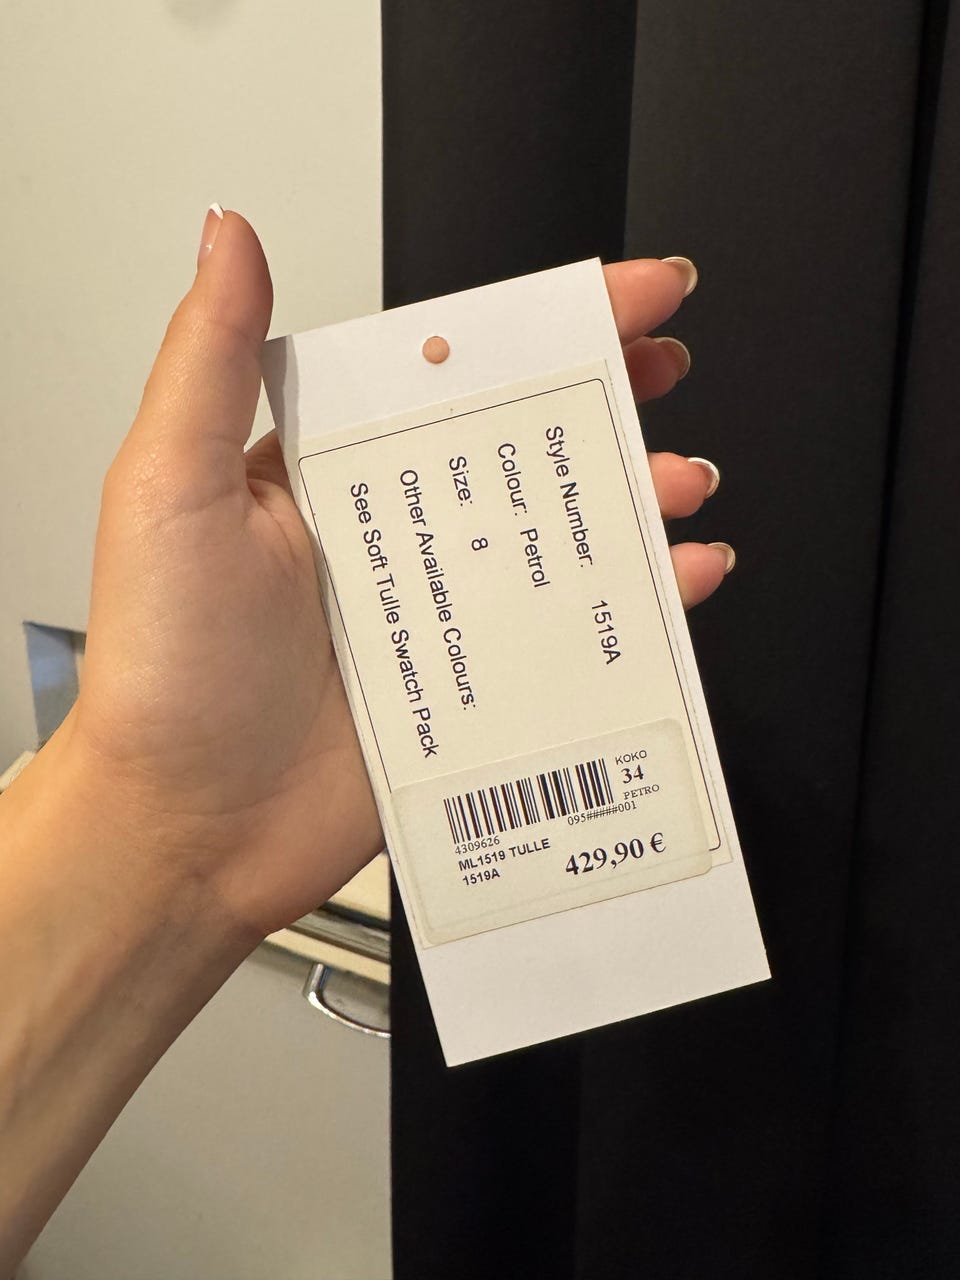 Style Number: 1519A
Colour: Petrol
Size: 8
Other Available Colours:
See Soft Tulle Swatch Pack
KOKO
34
PETRO
095#####001
4309626
ML1519 TULLE
1519A
429,90 €